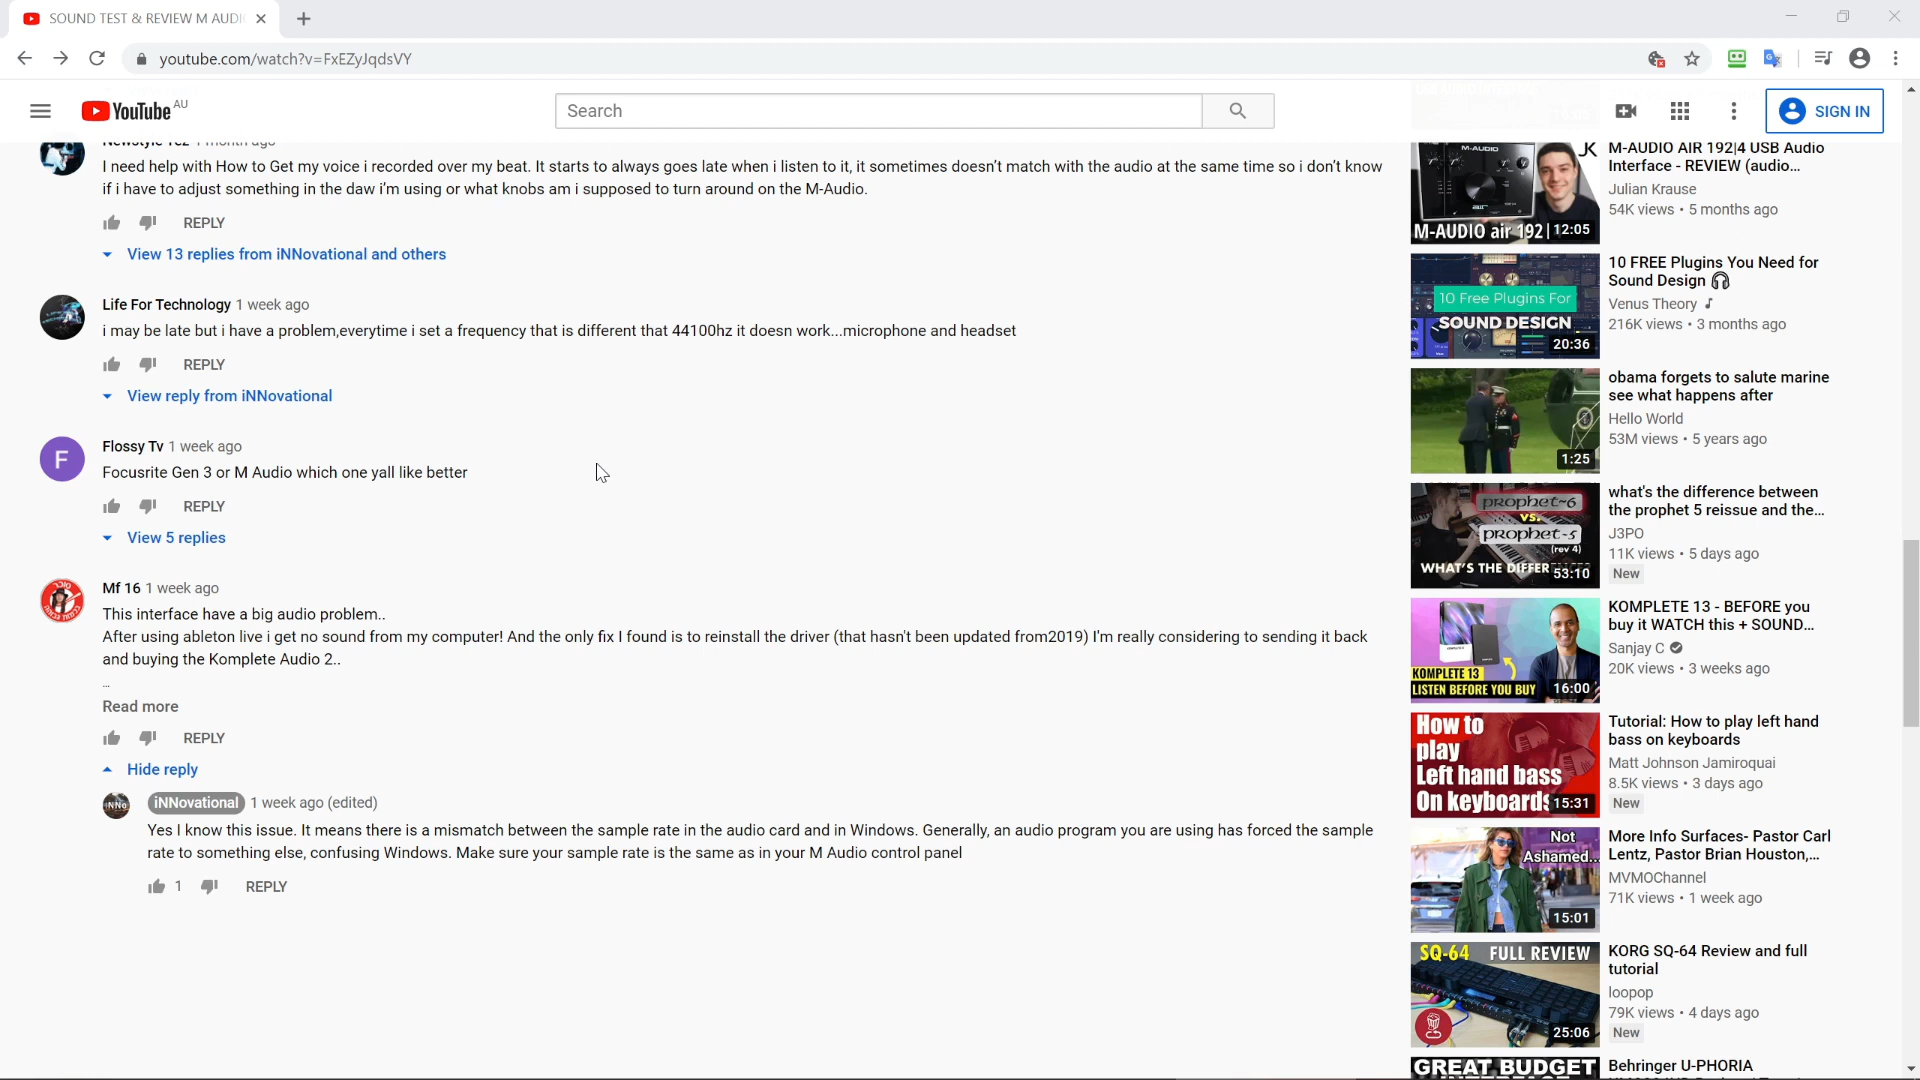 SOUND TEST & REVIEW M AUDI
youtube.com/watch?v=FxEZyJqdsVY
YouTube AU
Search
SIGN IN
I need help with How to Get my voice i recorded over my beat. It starts to always goes late when i listen to it, it sometimes doesn't match with the audio at the same time so i don't know
if i have to adjust something in the daw i'm using or what knobs am i supposed to turn around on the M-Audio.
REPLY
View 13 replies from iNNovational and others
Life For Technology 1 week ago
i may be late but i have a problem,everytime i set a frequency that is different that 44100hz it doesn work...microphone and headset
REPLY
View reply from iNNovational
F
Flossy Tv 1 week ago
Focusrite Gen 3 or M Audio which one yall like better
REPLY
View 5 replies
Mf 16 1 week ago
This interface have a big audio problem..
After using ableton live i get no sound from my computer! And the only fix I found is to reinstall the driver (that hasn't been updated from2019) I'm really considering to sending it back
and buying the Komplete Audio 2..
...
Read more
REPLY
Hide reply
iNNovational 1 week ago (edited)
Yes I know this issue. It means there is a mismatch between the sample rate in the audio card and in Windows. Generally, an audio program you are using has forced the sample
rate to something else, confusing Windows. Make sure your sample rate is the same as in your M Audio control panel
1 REPLY
M-AUDIO
JK
M-AUDIO air 192|
12:05
M-AUDIO AIR 192|4 USB Audio
Interface - REVIEW (audio...
Julian Krause
54K views • 5 months ago
10 Free Plugins For
SOUND DESIGN
20:36
10 FREE Plugins You Need for
Sound Design 🎧
Venus Theory ♪
216K views • 3 months ago
1:25
obama forgets to salute marine
see what happens after
Hello World
53M views • 5 years ago
prophet-6
vs.
prophet-5
(rev 4)
WHAT'S THE DIFFER
53:10
what's the difference between
the prophet 5 reissue and the...
J3PO
11K views • 5 days ago
New
KOMPLETE 13
LISTEN BEFORE YOU BUY
16:00
KOMPLETE 13 - BEFORE you
buy it WATCH this + SOUND...
Sanjay C
20K views • 3 weeks ago
How to
play
Left hand bass
On keyboards
15:31
Tutorial: How to play left hand
bass on keyboards
Matt Johnson Jamiroquai
8.5K views • 3 days ago
New
Not
Ashamed...
15:01
More Info Surfaces- Pastor Carl
Lentz, Pastor Brian Houston,...
MVMOChannel
71K views • 1 week ago
SQ-64 FULL REVIEW
25:06
KORG SQ-64 Review and full
tutorial
loopop
79K views • 4 days ago
New
GREAT BUDGET
Behringer U-PHORIA